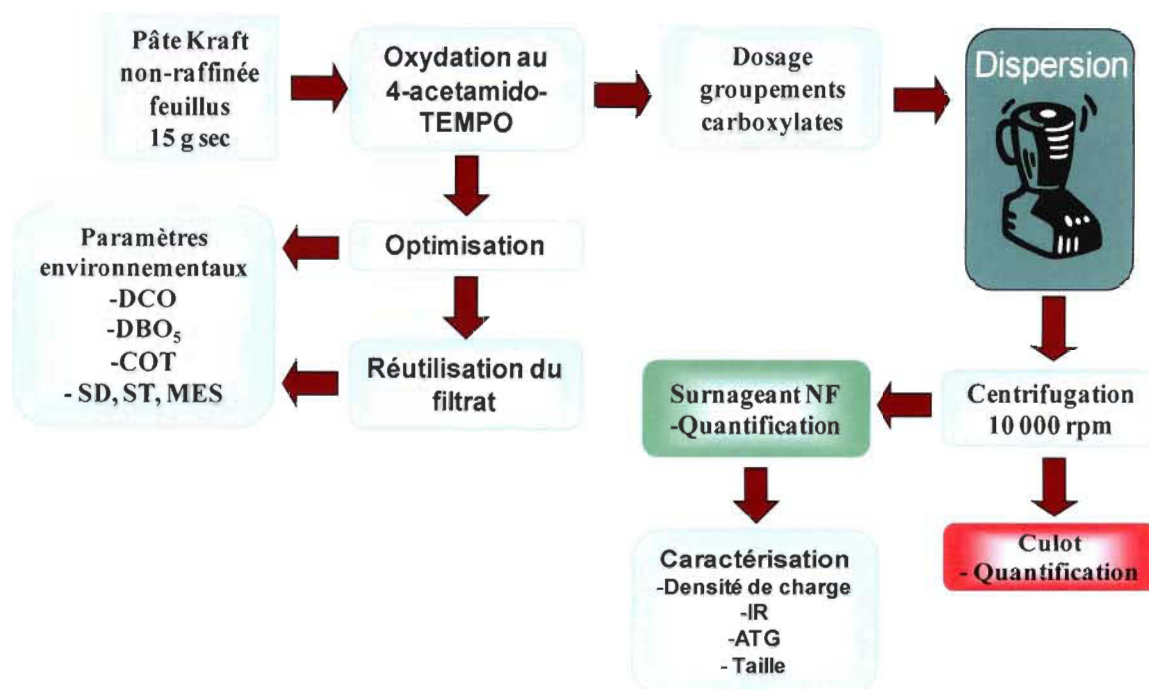 Pâte Kraft
non-raffinée
feuillus
15 g sec
Oxydation au
4-acetamido-
TEMPO
Dosage
groupements
carboxylates
Dispersion
Paramètres
environnementaux
-DCO
-DBO₅
-COT
- SD, ST, MES
Optimisation
Réutilisation du
filtrat
Surnageant NF
-Quantification
Centrifugation
10 000 rpm
Caractérisation
-Densité de charge
-IR
-ATG
- Taille
Culot
- Quantification